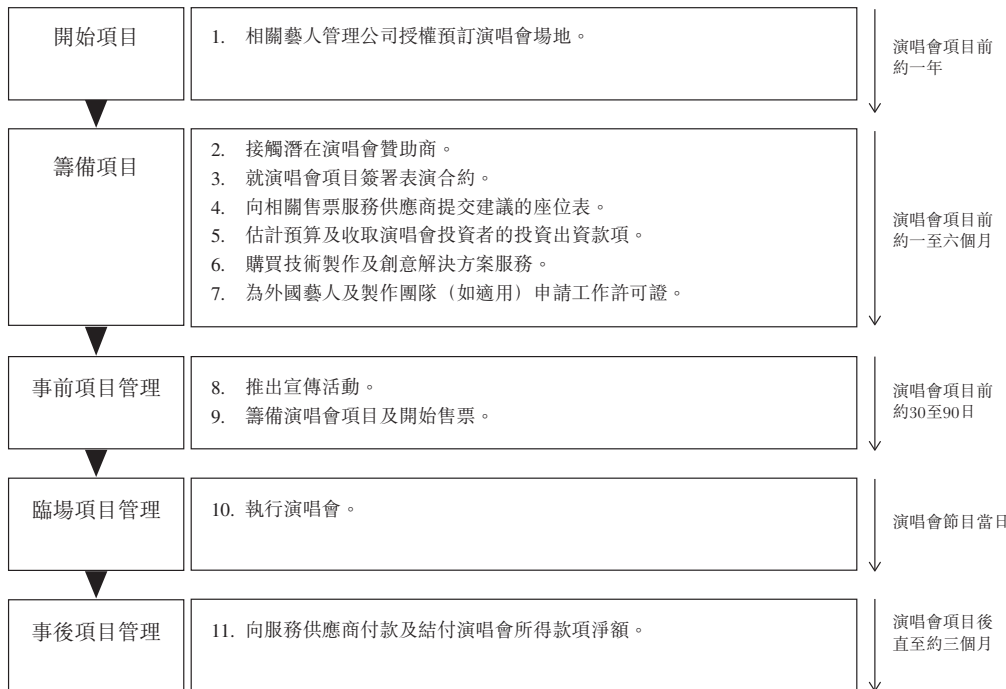 開始項目
1. 相關藝人管理公司授權預訂演唱會場地。
演唱會項目前
約一年
籌備項目
2. 接觸潛在演唱會贊助商。
3. 就演唱會項目簽署表演合約。
4. 向相關售票服務供應商提交建議的座位表。
5. 估計預算及收取演唱會投資者的投資出資款項。
6. 購買技術製作及創意解決方案服務。
7. 為外國藝人及製作團隊（如適用）申請工作許可證。
演唱會項目前
約一至六個月
事前項目管理
8. 推出宣傳活動。
9. 籌備演唱會項目及開始售票。
演唱會項目前
約30至90日
臨場項目管理
10. 執行演唱會。
演唱會節目當日
事後項目管理
11. 向服務供應商付款及結付演唱會所得款項淨額。
演唱會項目後
直至約三個月